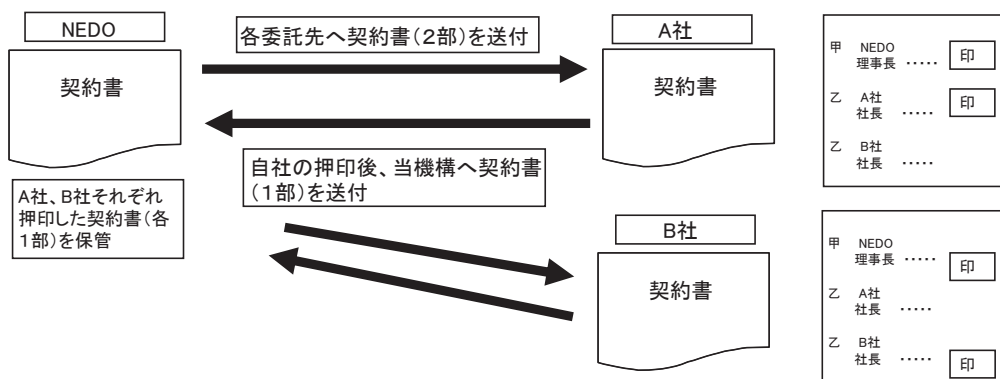 NEDO
契約書
A社、B社それぞれ
押印した契約書(各
1部)を保管
各委託先へ契約書(2部)を送付
自社の押印後、当機構へ契約書
(1部)を送付
A社
契約書
B社
契約書
甲 NEDO
理事長 ‥‥‥ 印
乙 A社
社長 ‥‥‥ 印
乙 B社
社長 ‥‥‥
甲 NEDO
理事長 ‥‥‥ 印
乙 A社
社長 ‥‥‥
乙 B社
社長 ‥‥‥ 印